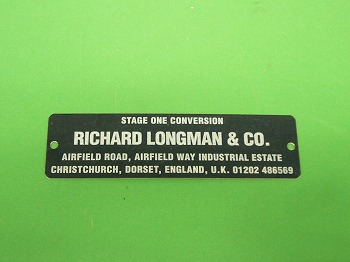 STAGE ONE CONVERSION
RICHARD LONGMAN & CO.
AIRFIELD ROAD, AIRFIELD WAY INDUSTRIAL ESTATE
CHRISTCHURCH, DORSET, ENGLAND, U.K. 01202 486569